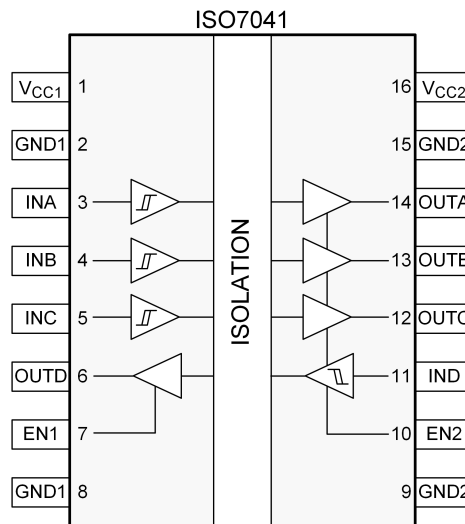 ISO7041
VCC1 1 16 VCC2
GND1 2 15 GND2
INA 3 14 OUTA
INB 4 13 OUTB
INC 5 12 OUTC
OUTD 6 11 IND
EN1 7 10 EN2
GND1 8 9 GND2
ISOLATION